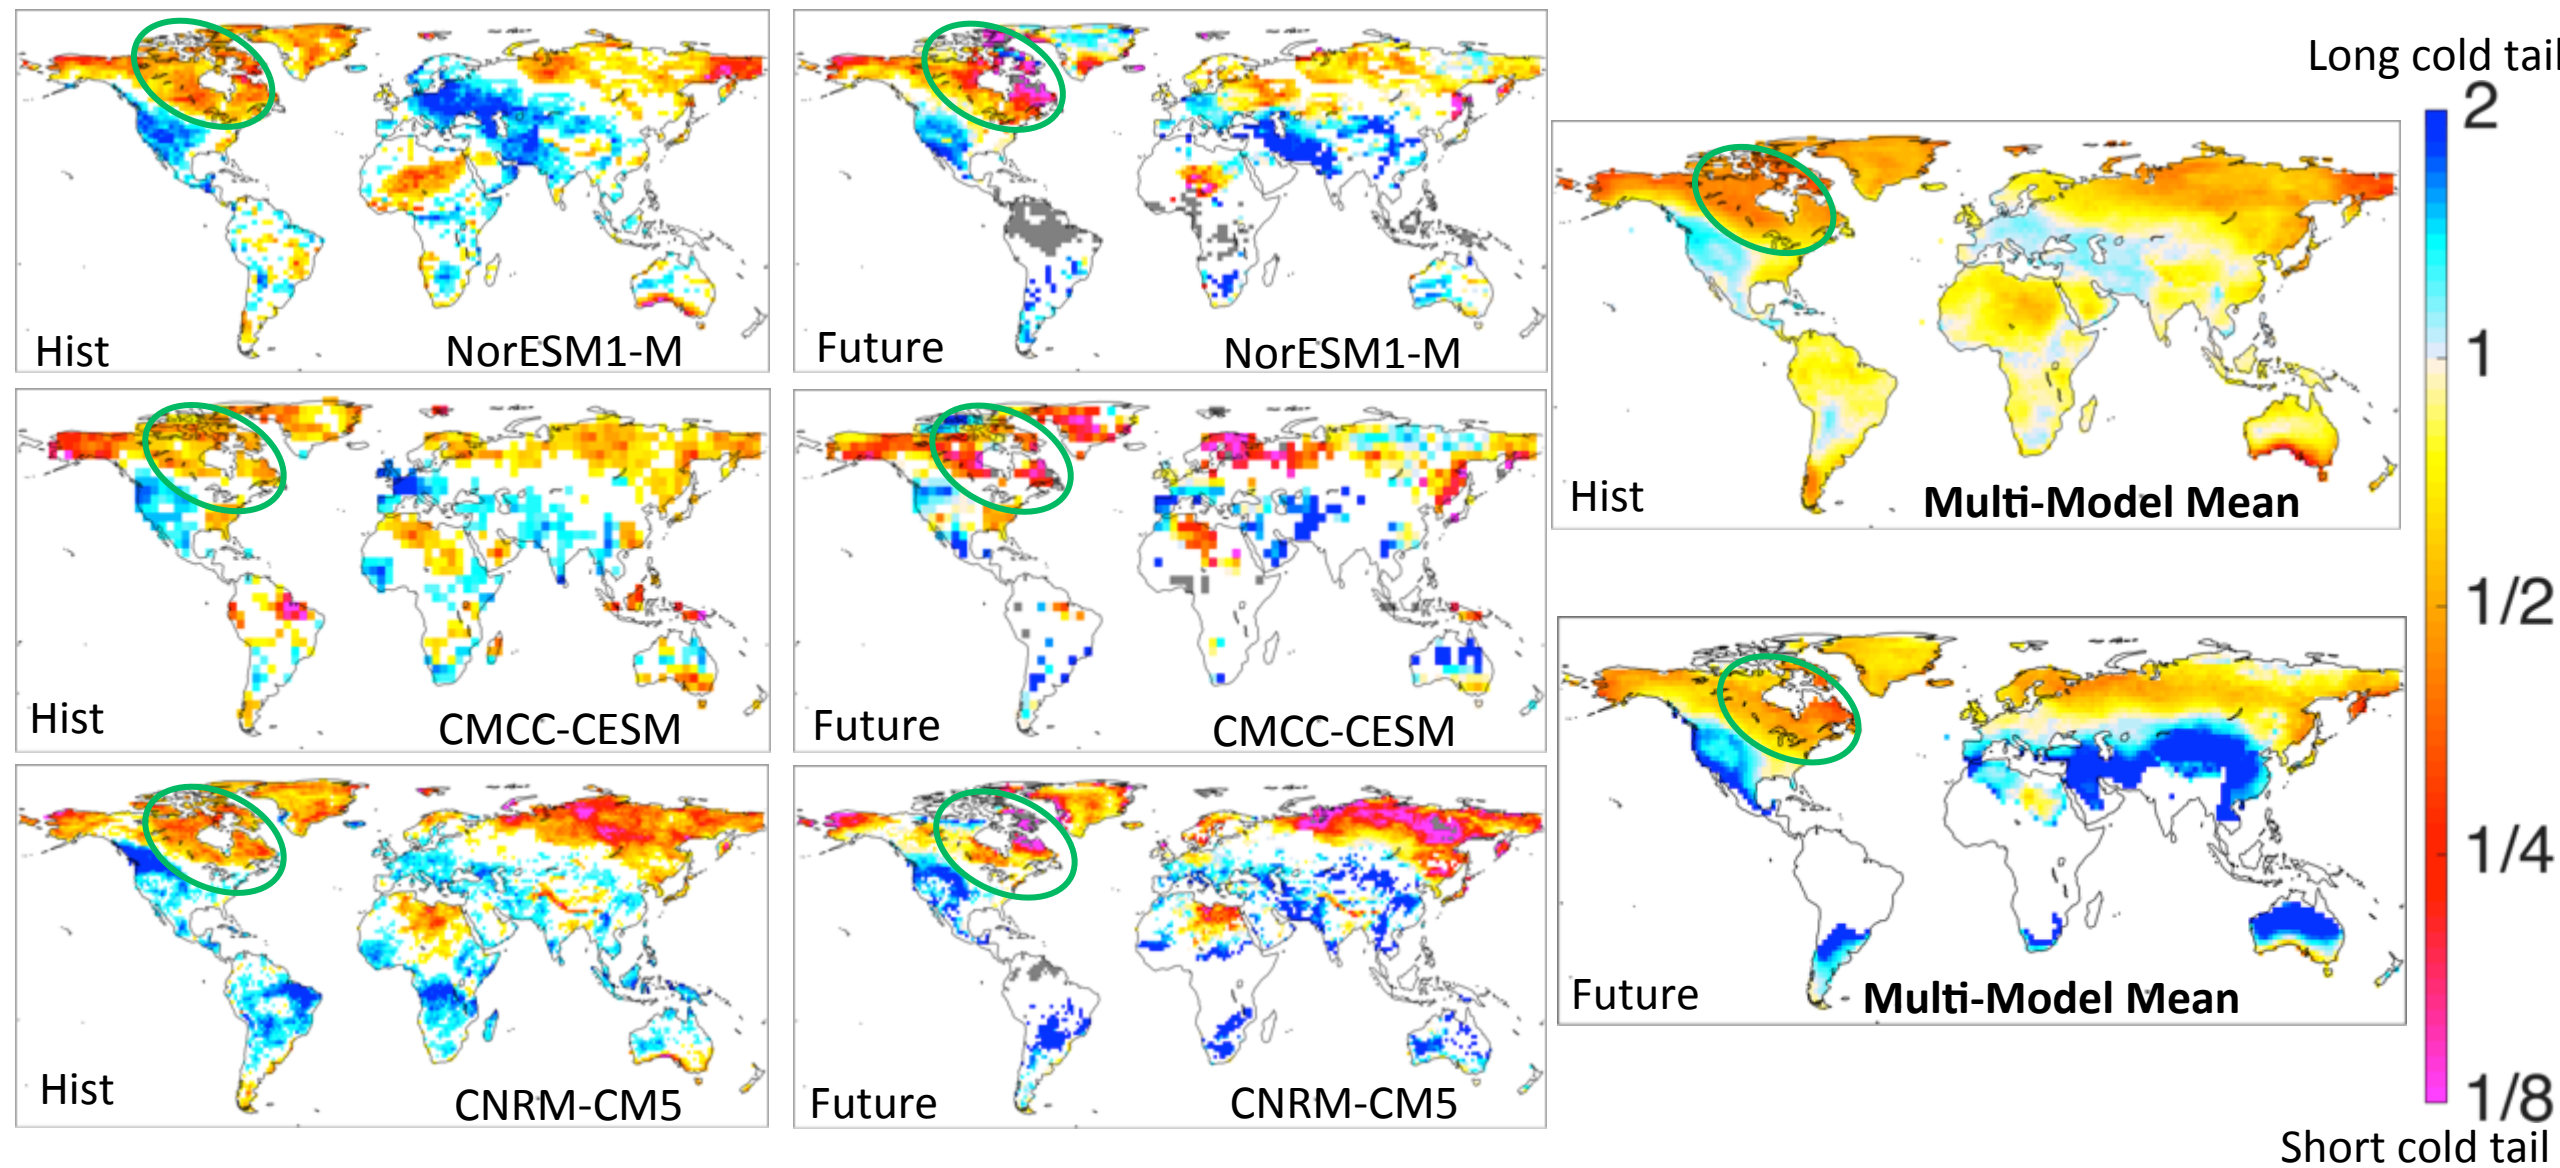 Hist NorESM1-M
Future NorESM1-M
Hist CMCC-CESM
Future CMCC-CESM
Hist CNRM-CM5
Future CNRM-CM5
Hist Multi-Model Mean
Future Multi-Model Mean
Long cold tail
2
1
1/2
1/4
1/8
Short cold tail